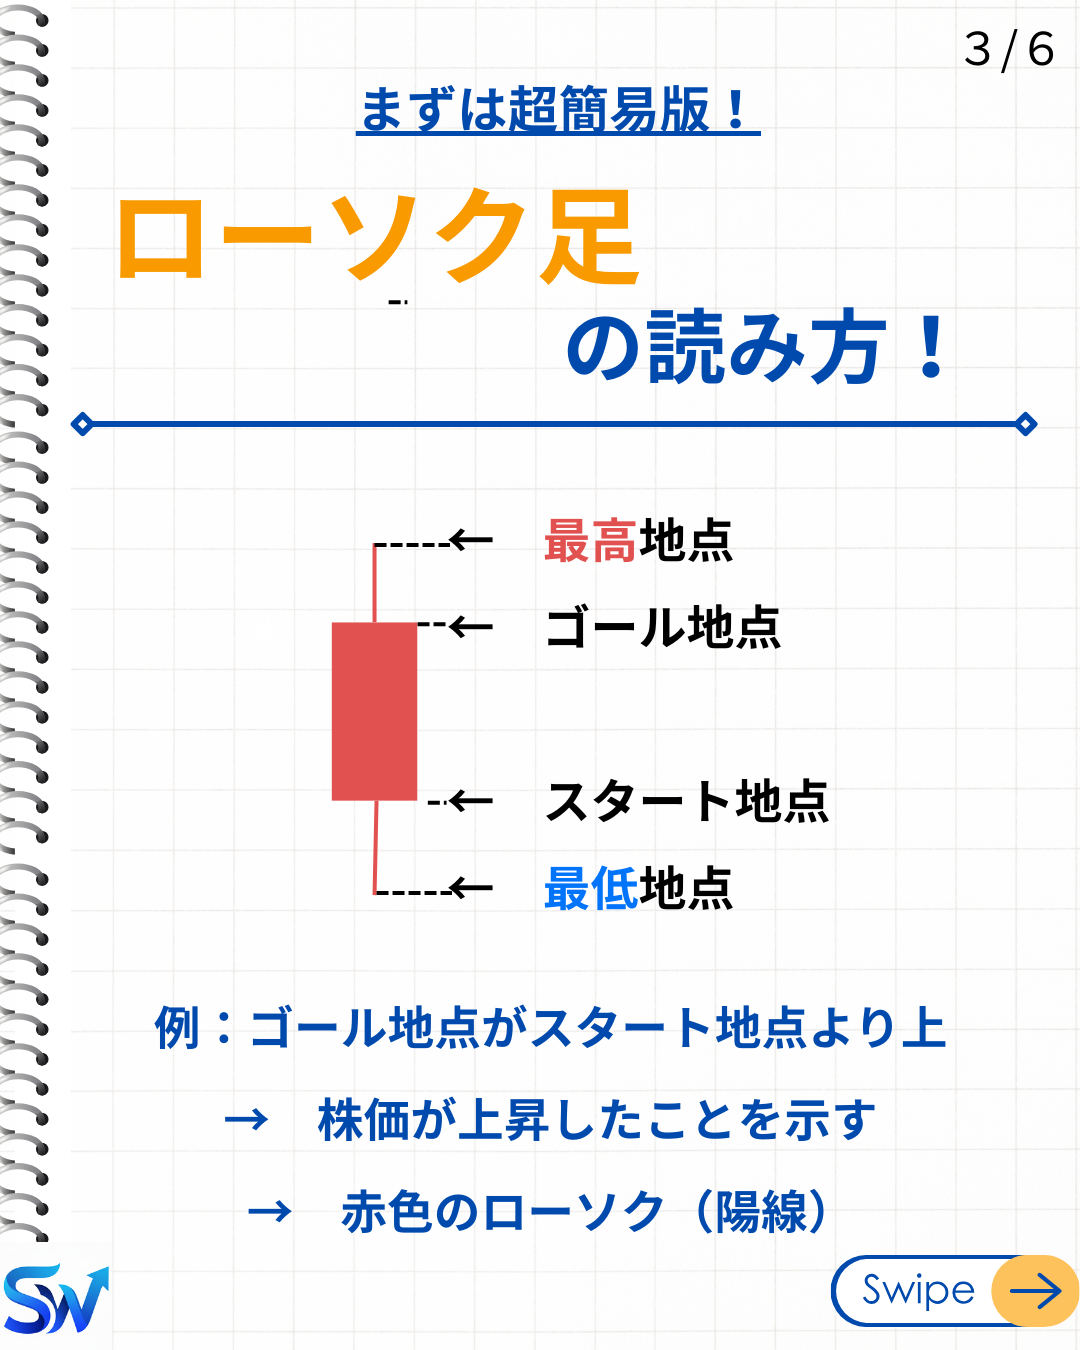 3/6
まずは超簡易版！
ローソク足
の読み方！
← 最高地点
← ゴール地点
← スタート地点
← 最低地点
例：ゴール地点がスタート地点より上
→ 株価が上昇したことを示す
→ 赤色のローソク（陽線）
SW
Swipe